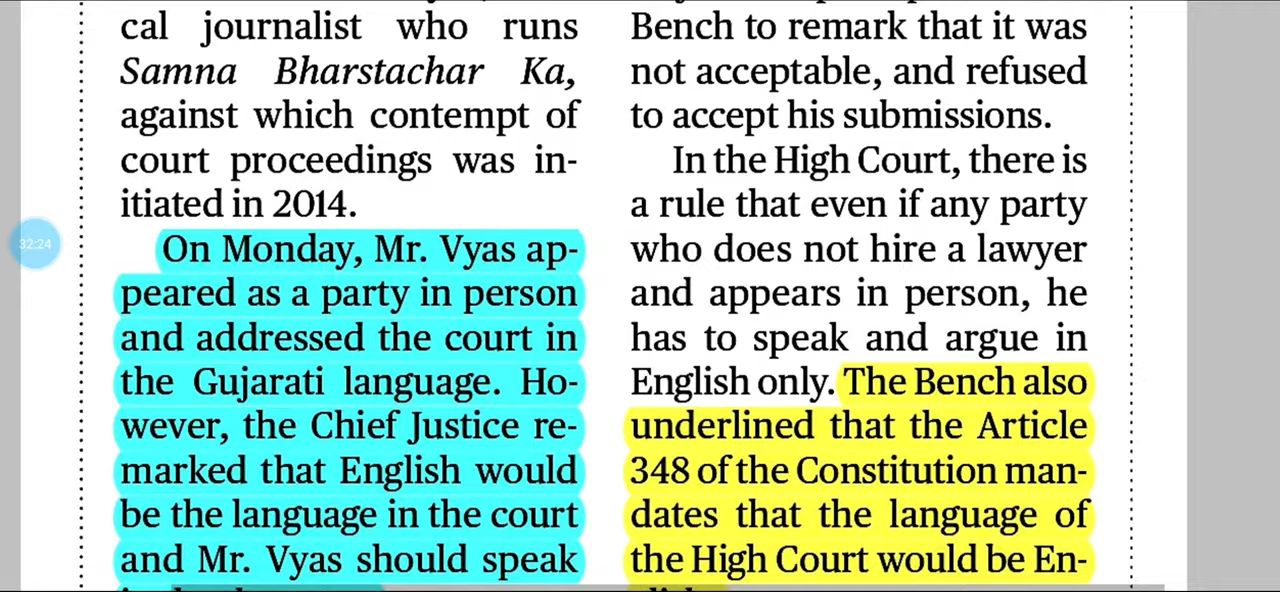 cal journalist who runs
Samna Bharstachar Ka,
against which contempt of
court proceedings was in-
itiated in 2014.
On Monday, Mr. Vyas ap-
peared as a party in person
and addressed the court in
the Gujarati language. Ho-
wever, the Chief Justice re-
marked that English would
be the language in the court
and Mr. Vyas should speak
Bench to remark that it was
not acceptable, and refused
to accept his submissions.
In the High Court, there is
a rule that even if any party
who does not hire a lawyer
and appears in person, he
has to speak and argue in
English only. The Bench also
underlined that the Article
348 of the Constitution man-
dates that the language of
the High Court would be En-
32:24